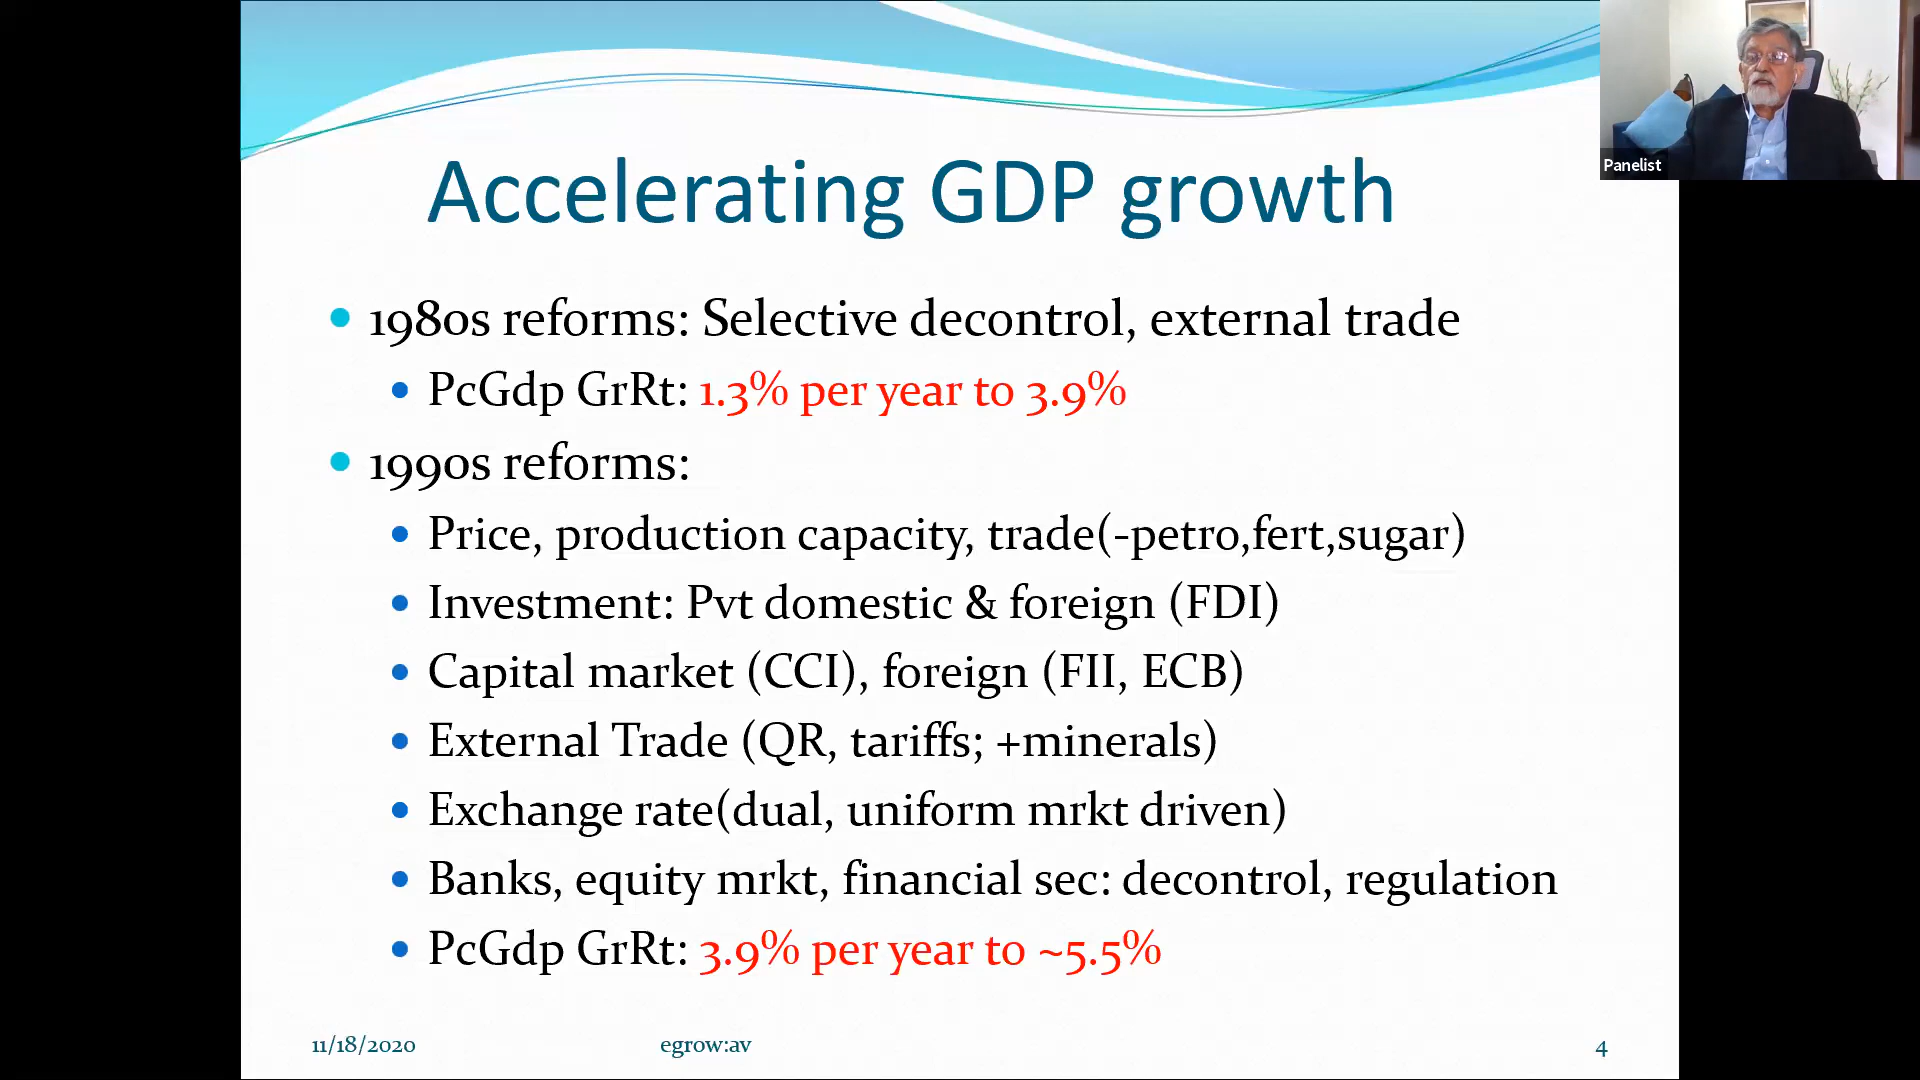 Panelist
Accelerating GDP growth
1980s reforms: Selective decontrol, external trade
PcGdp GrRt: 1.3% per year to 3.9%
1990s reforms:
Price, production capacity, trade(-petro,fert,sugar)
Investment: Pvt domestic & foreign (FDI)
Capital market (CCI), foreign (FII, ECB)
External Trade (QR, tariffs; +minerals)
Exchange rate(dual, uniform mrkt driven)
Banks, equity mrkt, financial sec: decontrol, regulation
PcGdp GrRt: 3.9% per year to ~5.5%
11/18/2020 egrow:av 4